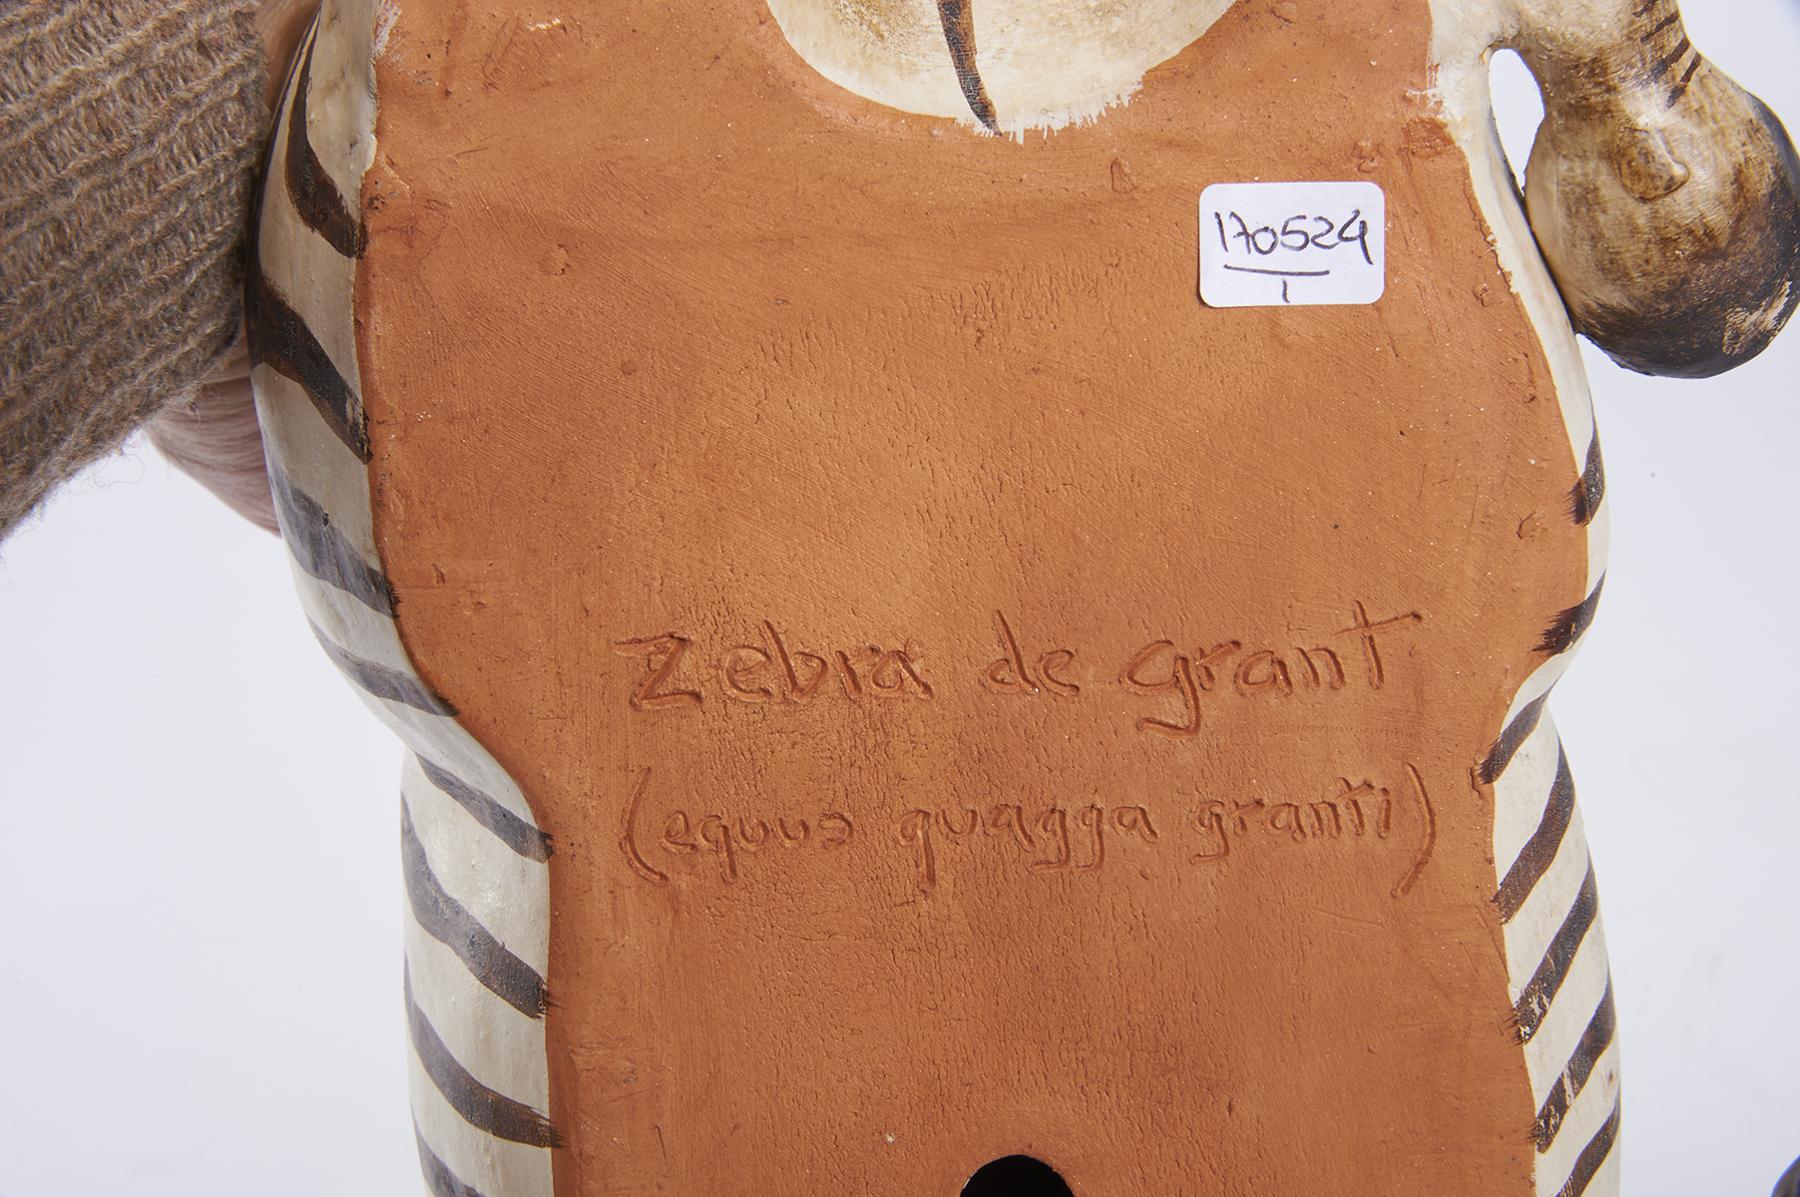 170524
1
Zebra de grant
(equus quagga granti)